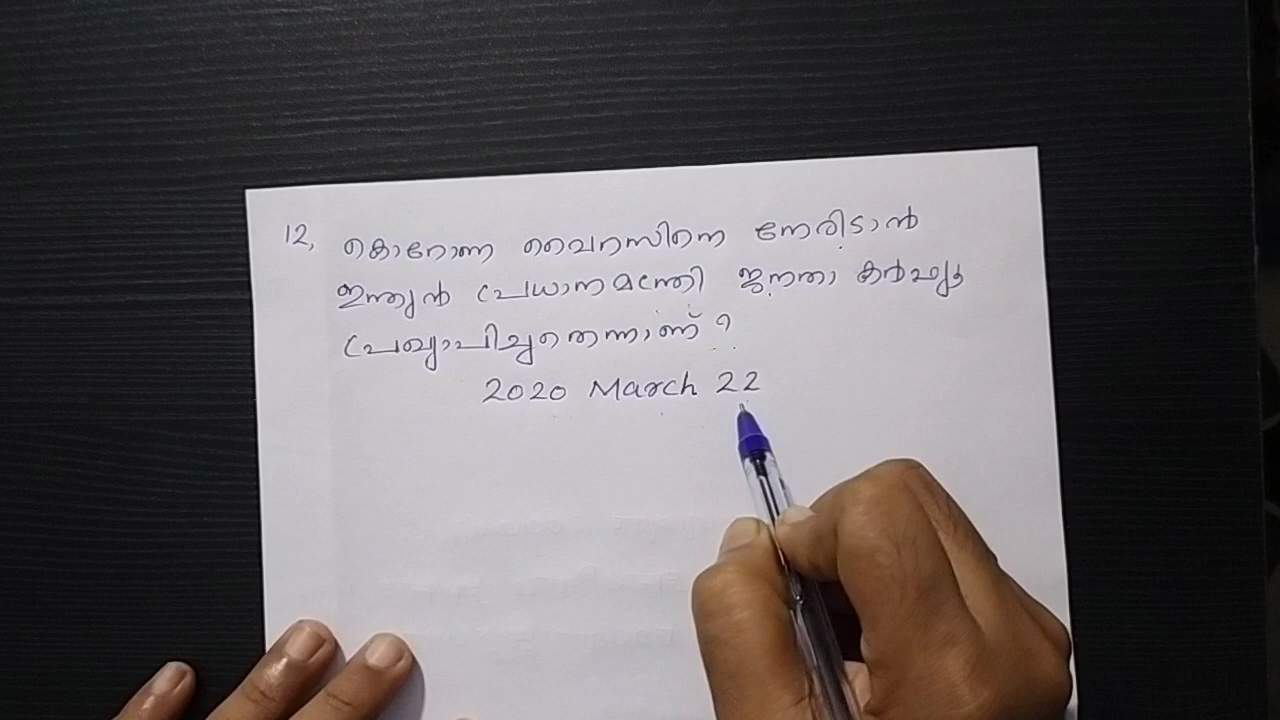 12, കൊറോണ വൈറസിനെ നേരിടാൻ
ഇന്ത്യൻ പ്രധാനമന്ത്രി ജനതാ കർഫ്യൂ
പ്രഖ്യാപിച്ചതെന്നാണ് ?
2020 March 22